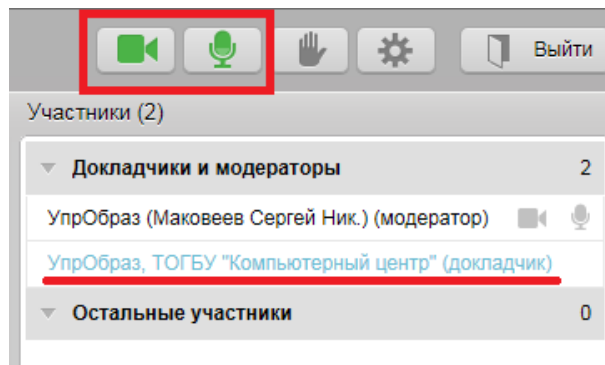 Выйти
Участники (2)
Докладчики и модераторы 2
УпрОбраз (Маковеев Сергей Ник.) (модератор)
УпрОбраз, ТОГБУ "Компьютерный центр" (докладчик)
Остальные участники 0